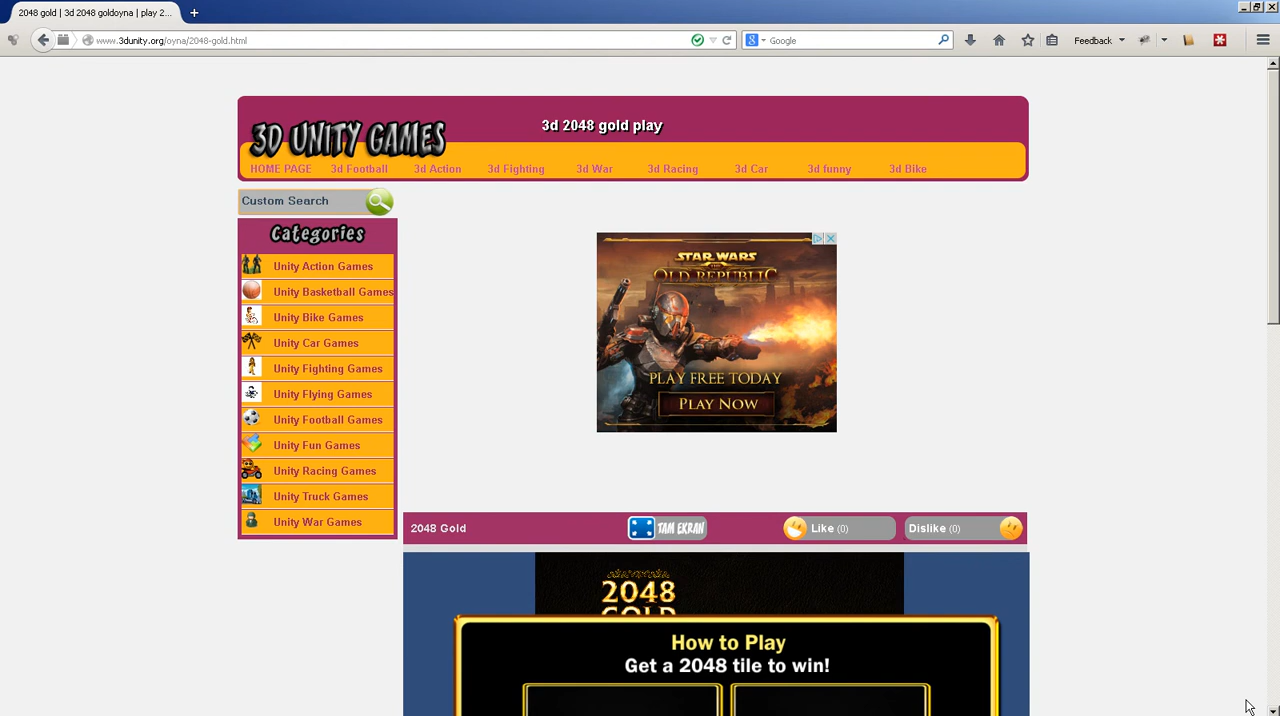 2048 gold | 3d 2048 goldoyna | play 2...
www.3dunity.org/oyna/2048-gold.html
Google
Feedback
3D UNITY GAMES
3d 2048 gold play
HOME PAGE 3d Football 3d Action 3d Fighting 3d War 3d Racing 3d Car 3d funny 3d Bike
Custom Search
Categories
Unity Action Games
Unity Basketball Games
Unity Bike Games
Unity Car Games
Unity Fighting Games
Unity Flying Games
Unity Football Games
Unity Fun Games
Unity Racing Games
Unity Truck Games
Unity War Games
STAR WARS
THE
OLD REPUBLIC
PLAY FREE TODAY
PLAY NOW
2048 Gold
TAM EKRAN
Like (0)
Dislike (0)
2048
GOLD
How to Play
Get a 2048 tile to win!